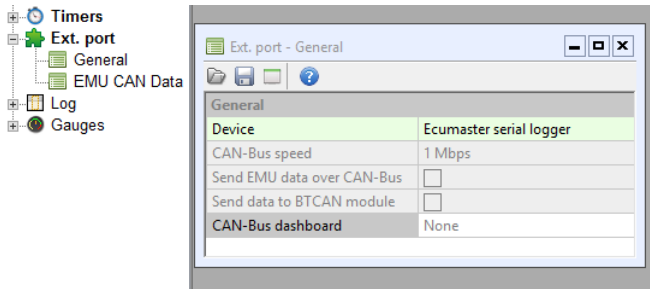 Timers
Ext. port
General
EMU CAN Data
Log
Gauges
Ext. port - General
General
Device Ecumaster serial logger
CAN-Bus speed 1 Mbps
Send EMU data over CAN-Bus
Send data to BTCAN module
CAN-Bus dashboard None